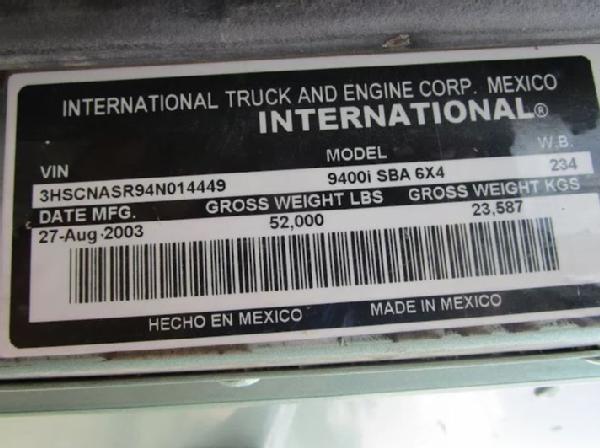 INTERNATIONAL TRUCK AND ENGINE CORP. MEXICO
INTERNATIONAL®
VIN MODEL W.B.
3HSCNASR94N014449 9400i SBA 6X4 234
DATE MFG. GROSS WEIGHT LBS GROSS WEIGHT KGS
27-Aug-2003 52,000 23,587
HECHO EN MEXICO MADE IN MEXICO